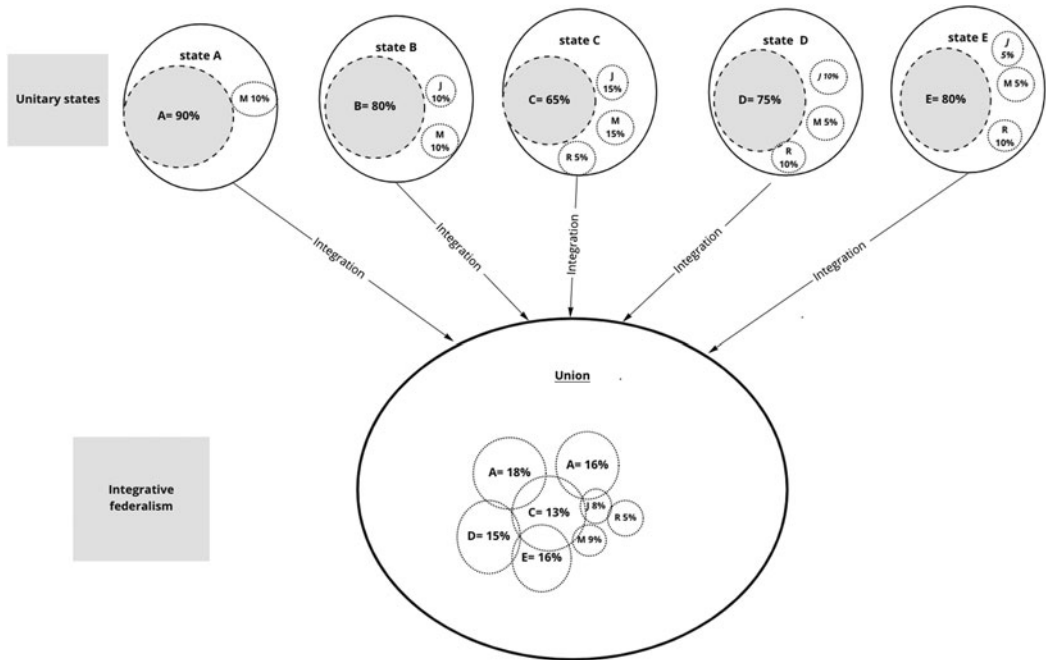 state A
state B
state C
state D
state E
Unitary states
A= 90%
M 10%
B= 80%
J
10%
M
10%
C= 65%
J
15%
M
15%
R 5%
D= 75%
J 10%
M 5%
R
10%
E= 80%
J
5%
M 5%
R
10%
Integration
Integration
Integration
Integration
Integration
Union
Integrative
federalism
A= 18%
A= 16%
C= 13%
J 8%
R 5%
D= 15%
M 9%
E= 16%